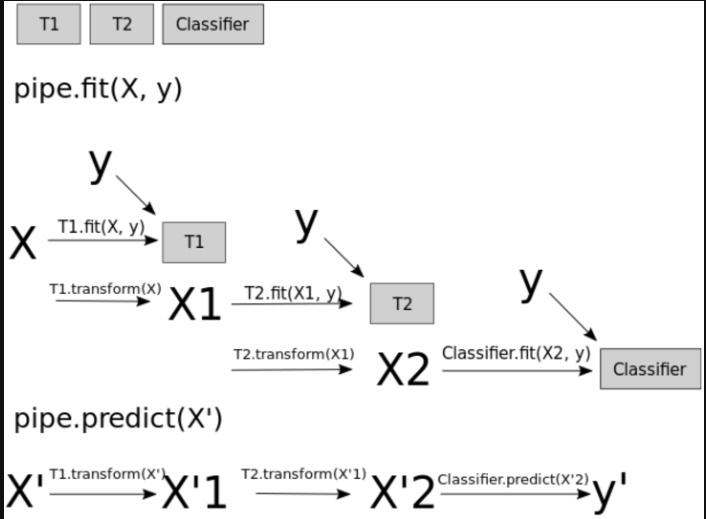 T1 T2 Classifier
pipe.fit(X, y)
y
X T1.fit(X, y) T1
y
T1.transform(X) X1 T2.fit(X1, y) T2
y
T2.transform(X1) X2 Classifier.fit(X2, y) Classifier
pipe.predict(X')
X' T1.transform(X') X'1 T2.transform(X'1) X'2 Classifier.predict(X'2) y'